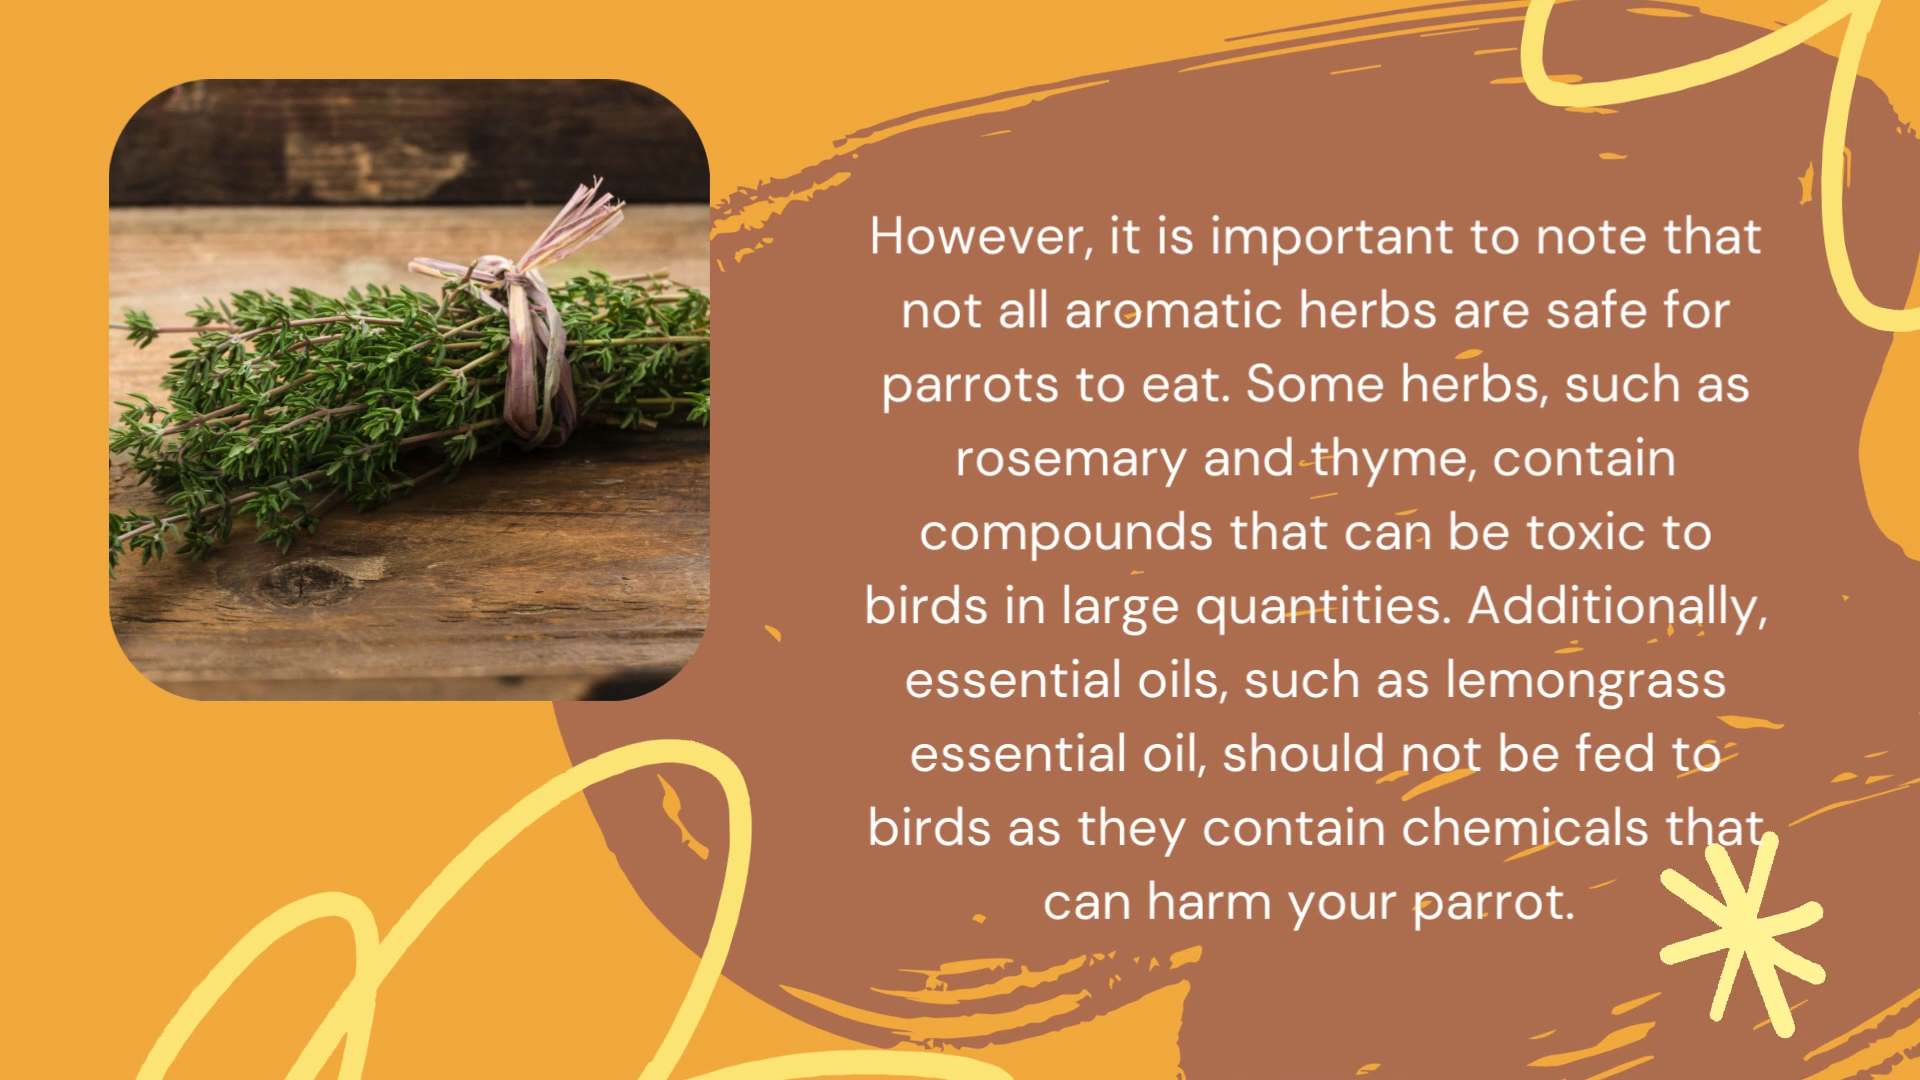 However, it is important to note that
not all aromatic herbs are safe for
parrots to eat. Some herbs, such as
rosemary and thyme, contain
compounds that can be toxic to
birds in large quantities. Additionally,
essential oils, such as lemongrass
essential oil, should not be fed to
birds as they contain chemicals that
can harm your parrot.